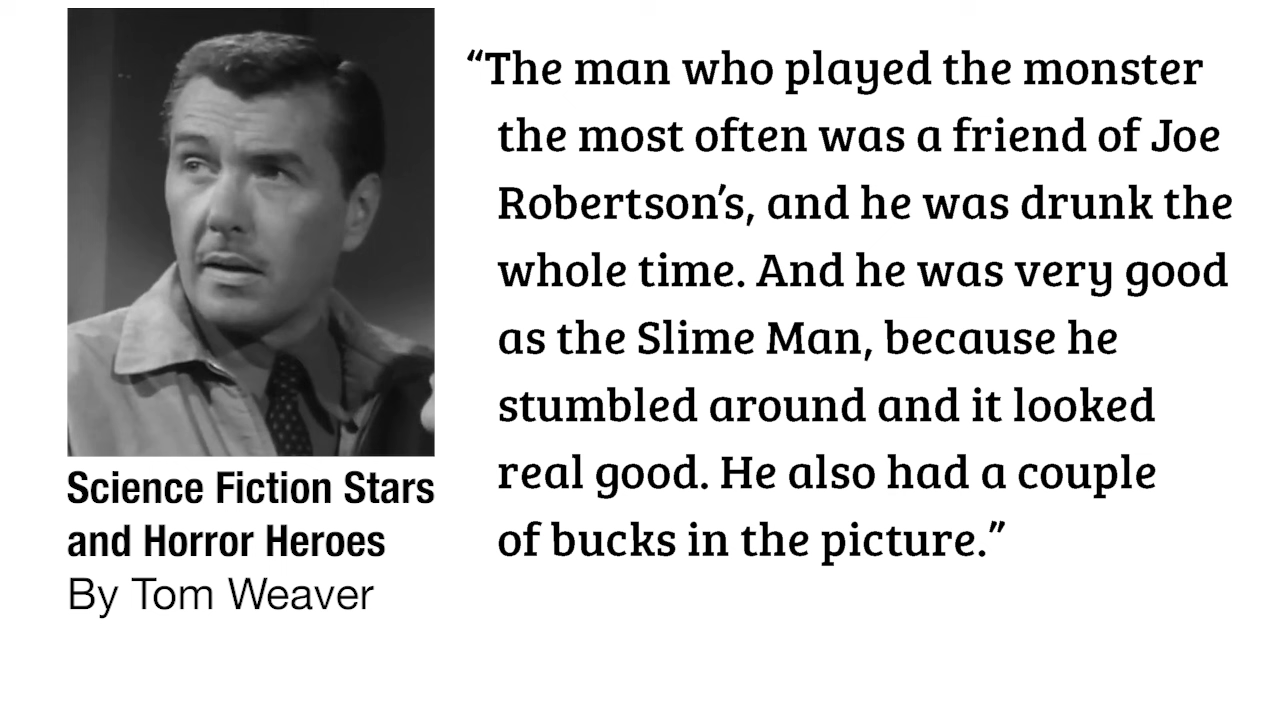 “The man who played the monster
the most often was a friend of Joe
Robertson’s, and he was drunk the
whole time. And he was very good
as the Slime Man, because he
stumbled around and it looked
real good. He also had a couple
of bucks in the picture.”
Science Fiction Stars
and Horror Heroes
By Tom Weaver